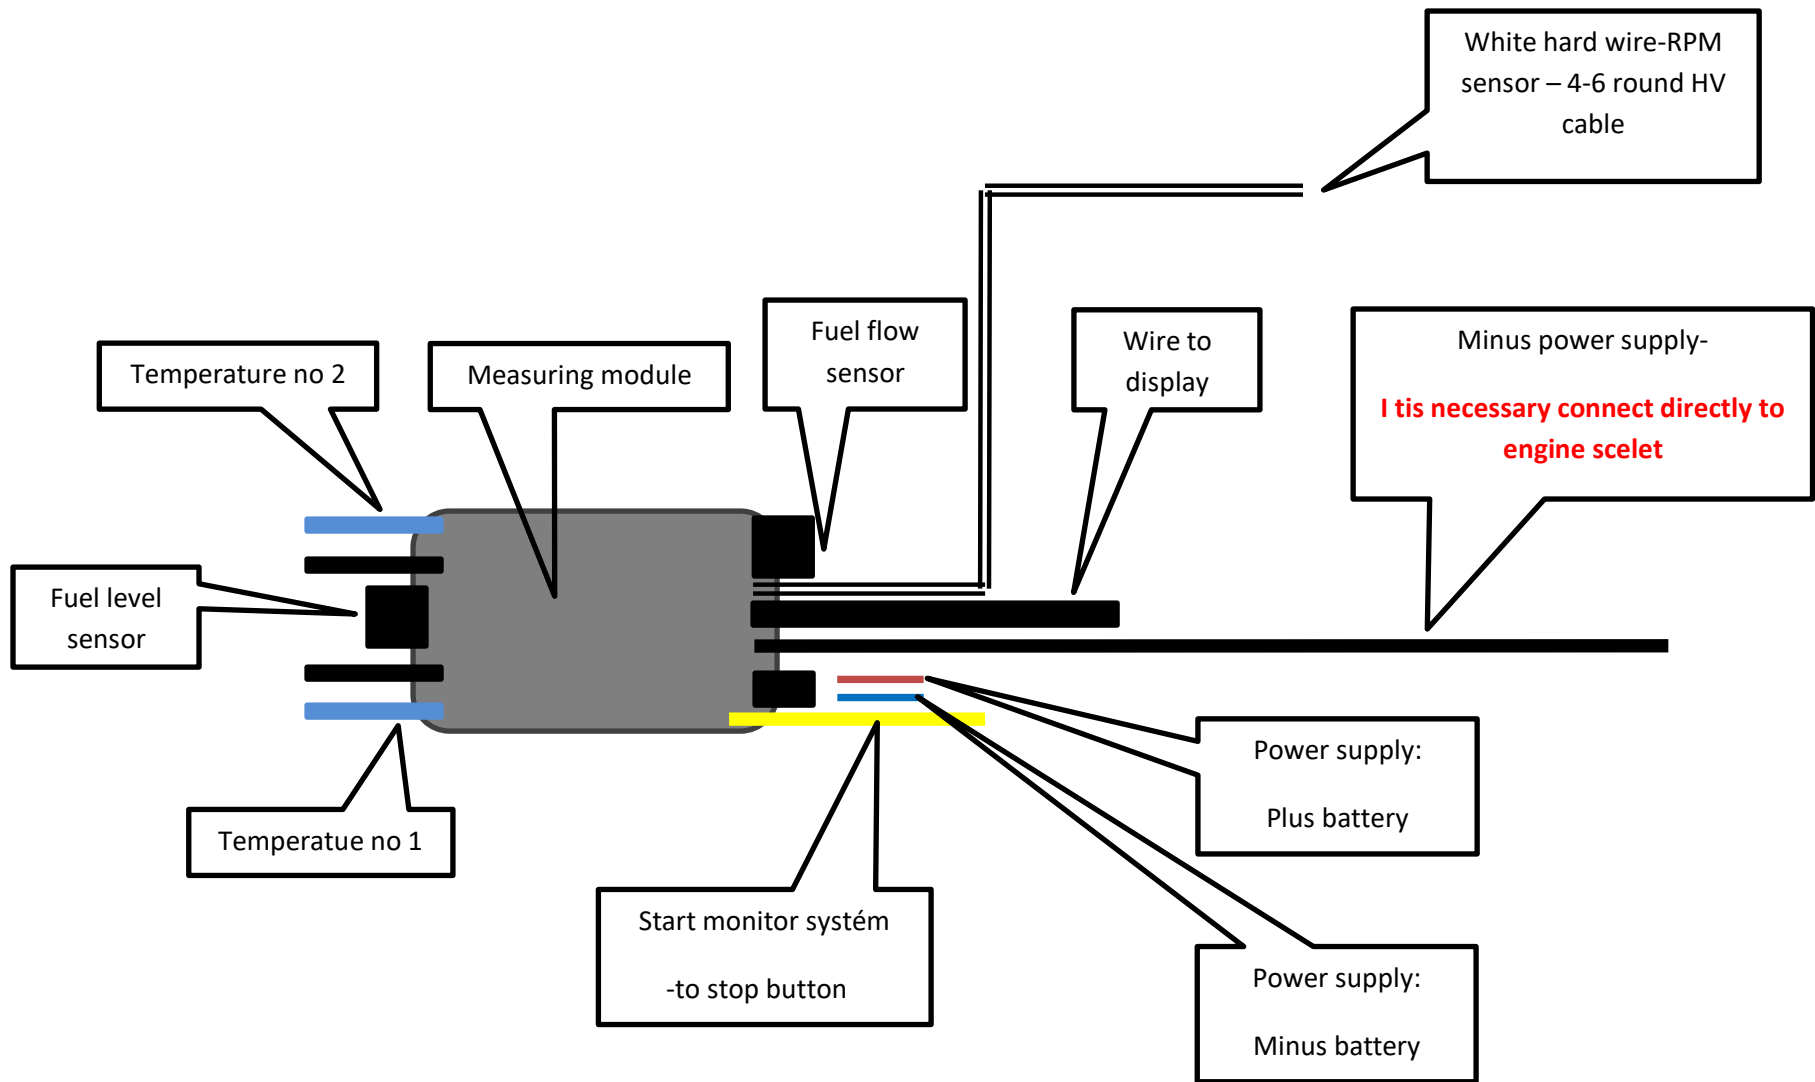 White hard wire-RPM
sensor – 4-6 round HV
cable
Fuel flow
sensor
Wire to
display
Minus power supply-
I tis necessary connect directly to
engine scelet
Temperature no 2
Measuring module
Fuel level
sensor
Temperatue no 1
Power supply:
Plus battery
Start monitor systém
-to stop button
Power supply:
Minus battery